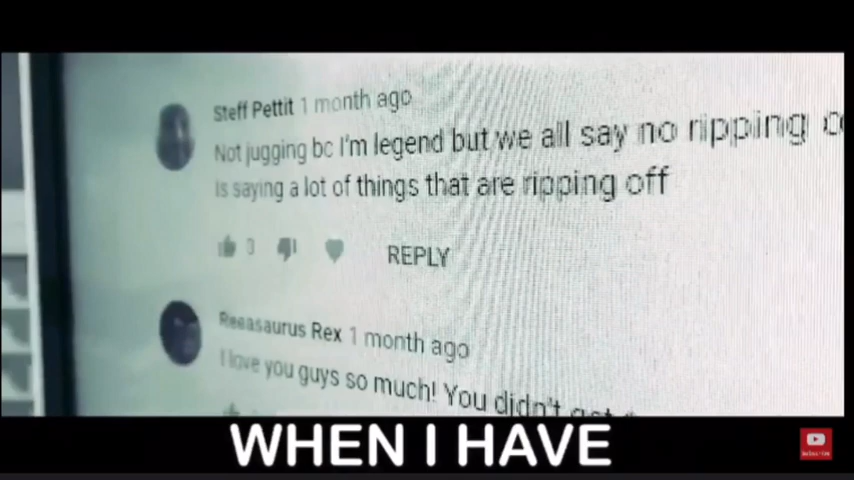 Steff Pettit 1 month ago
Not jugging bc I'm legend but we all say no ripping
is saying a lot of things that are ripping off
3
REPLY
Reeasaurus Rex 1 month ago
I love you guys so much! You didn't get
WHEN I HAVE
SUBSCRIBE